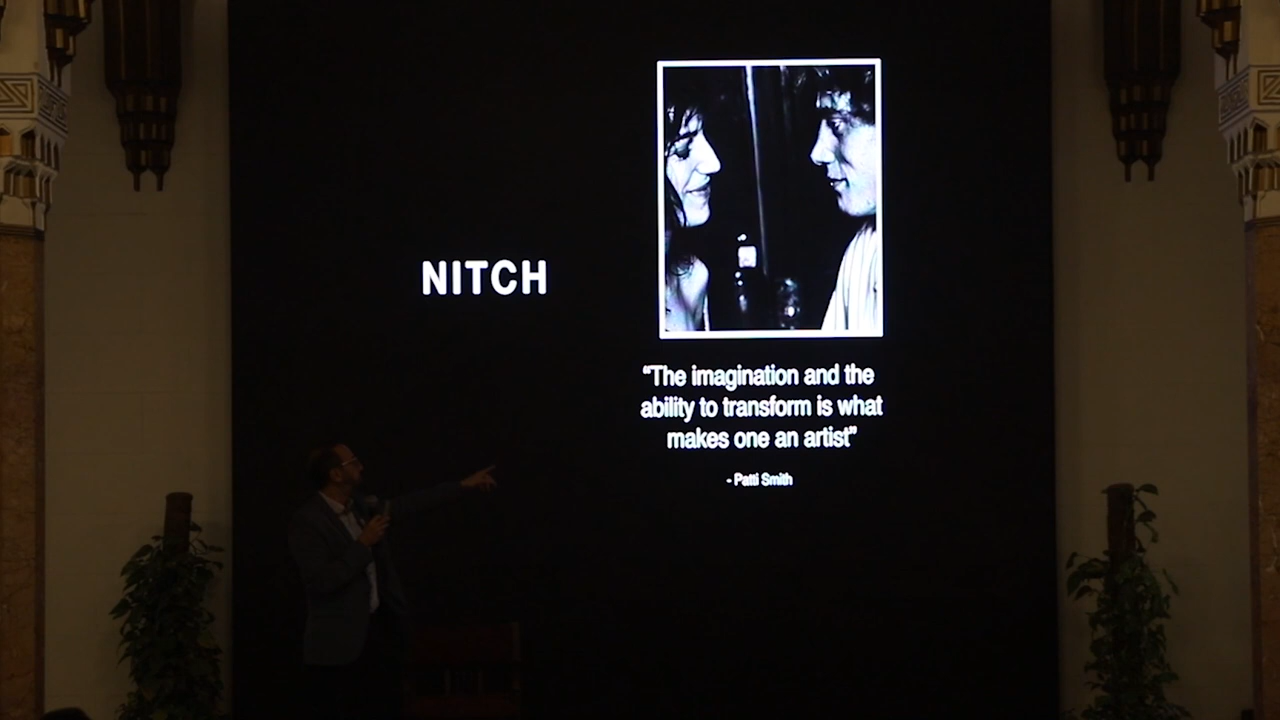 NITCH
“The imagination and the
ability to transform is what
makes one an artist”
- Patti Smith